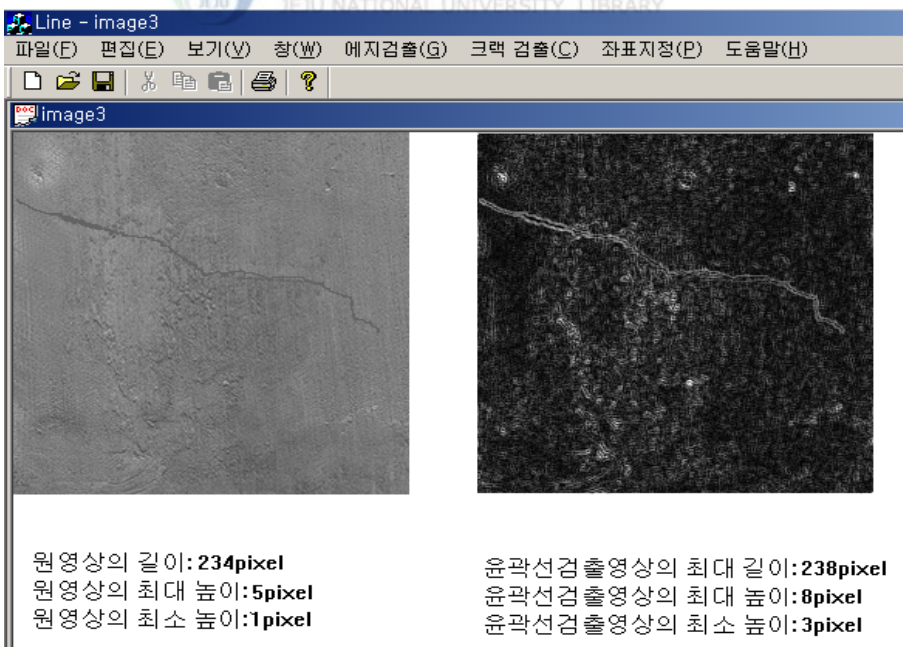 JEJU NATIONAL UNIVERSITY LIBRARY
Line - image3
파일(F) 편집(E) 보기(V) 창(W) 에지검출(G) 크랙 검출(C) 좌표지정(P) 도움말(H)
image3
원영상의 길이:234pixel
원영상의 최대 높이:5pixel
원영상의 최소 높이:1pixel
윤곽선검출영상의 최대 길이:238pixel
윤곽선검출영상의 최대 높이:8pixel
윤곽선검출영상의 최소 높이:3pixel